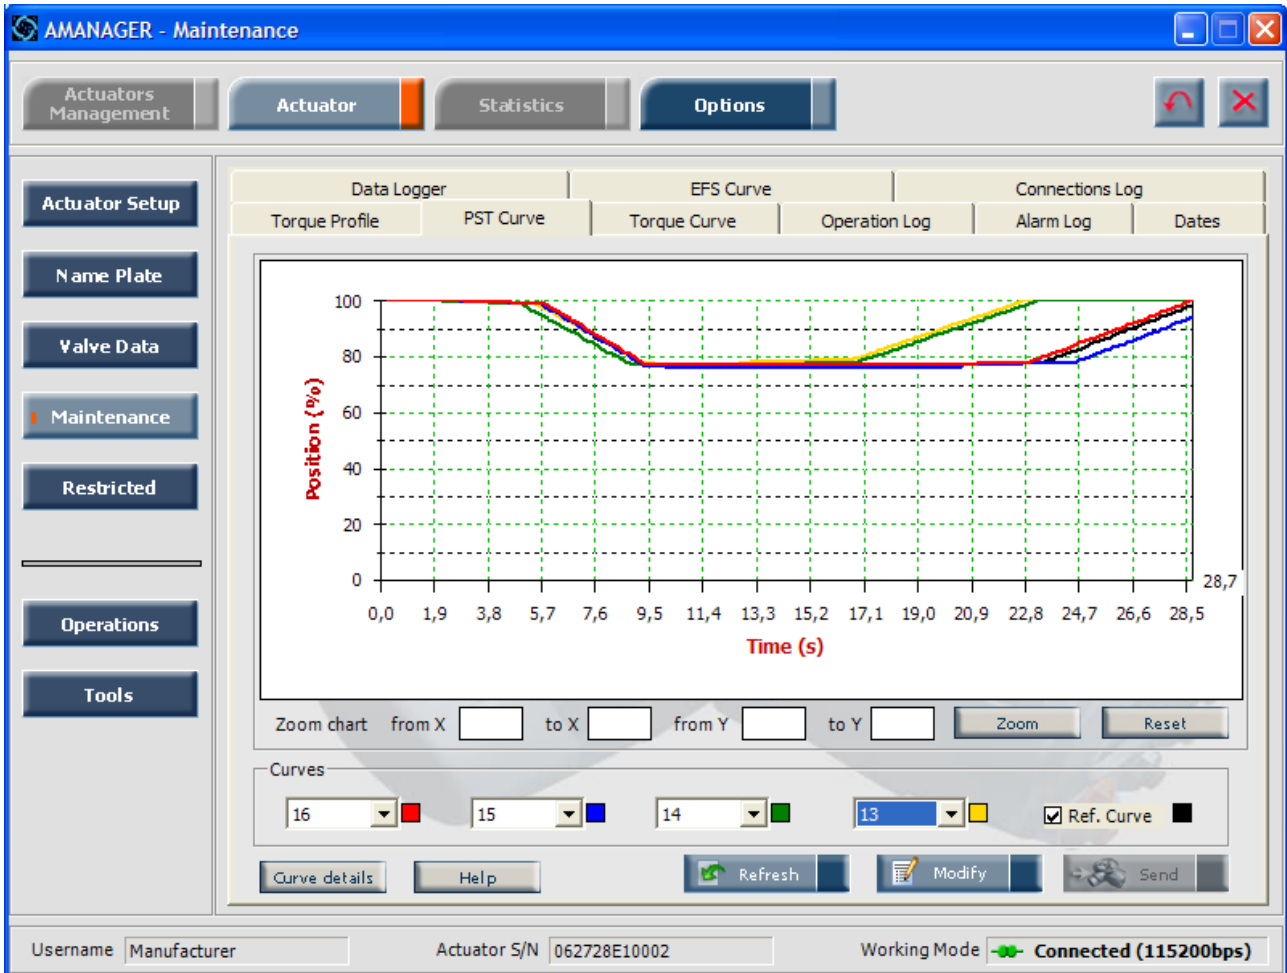 AMANAGER - Maintenance
Actuators
Management
Actuator
Statistics
Options
Actuator Setup
Name Plate
Valve Data
Maintenance
Restricted
Operations
Tools
Data Logger
EFS Curve
Connections Log
Torque Profile
PST Curve
Torque Curve
Operation Log
Alarm Log
Dates
Position (%)
100
80
60
40
20
0
28,7
0,0 1,9 3,8 5,7 7,6 9,5 11,4 13,3 15,2 17,1 19,0 20,9 22,8 24,7 26,6 28,5
Time (s)
Zoom chart from X to X from Y to Y Zoom Reset
Curves
16 15 14 13 Ref. Curve
Curve details Help Refresh Modify Send
Username Manufacturer Actuator S/N 062728E10002 Working Mode Connected (115200bps)